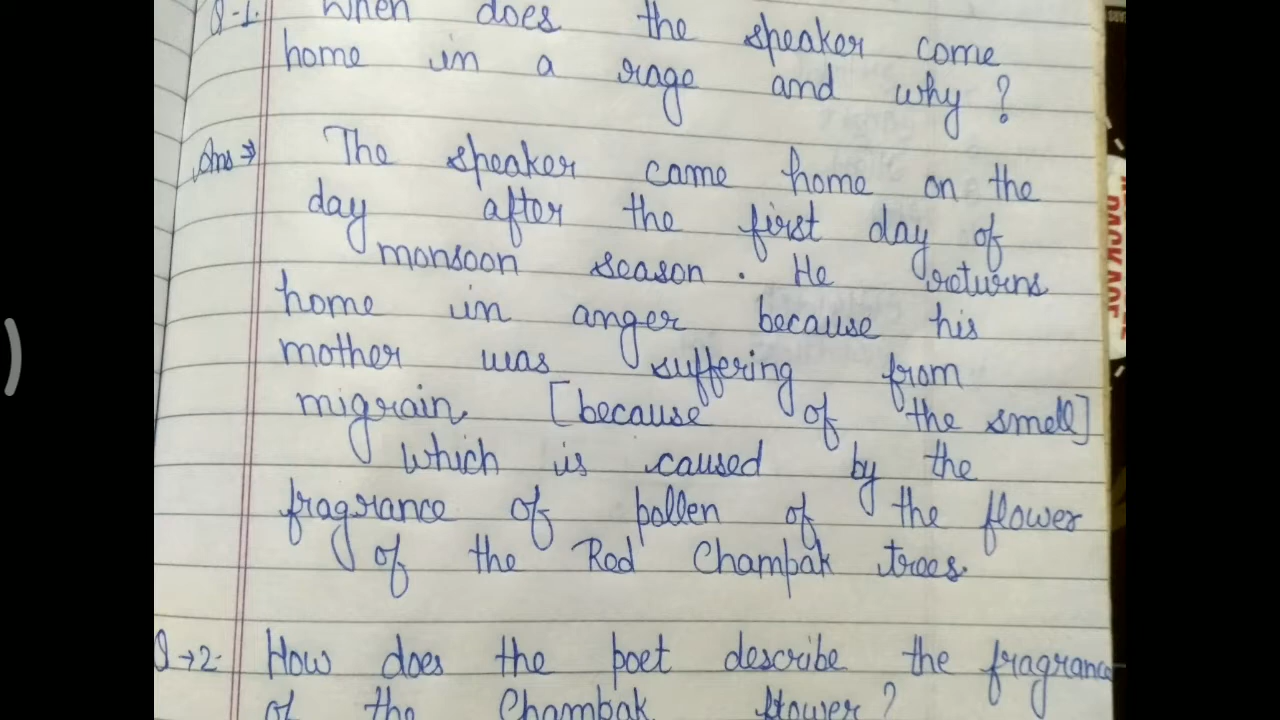 Q-1. When does the speaker come
home in a rage and why?
Ans⇒ The speaker came home on the
day after the first day of
monsoon season. He returns
home in anger because his
mother was suffering from
migrain [because of the smell]
which is caused by the
fragrance of pollen of the flower
of the Red Champak trees.
Q→2. How does the poet describe the fragrance
of the Champak flower?